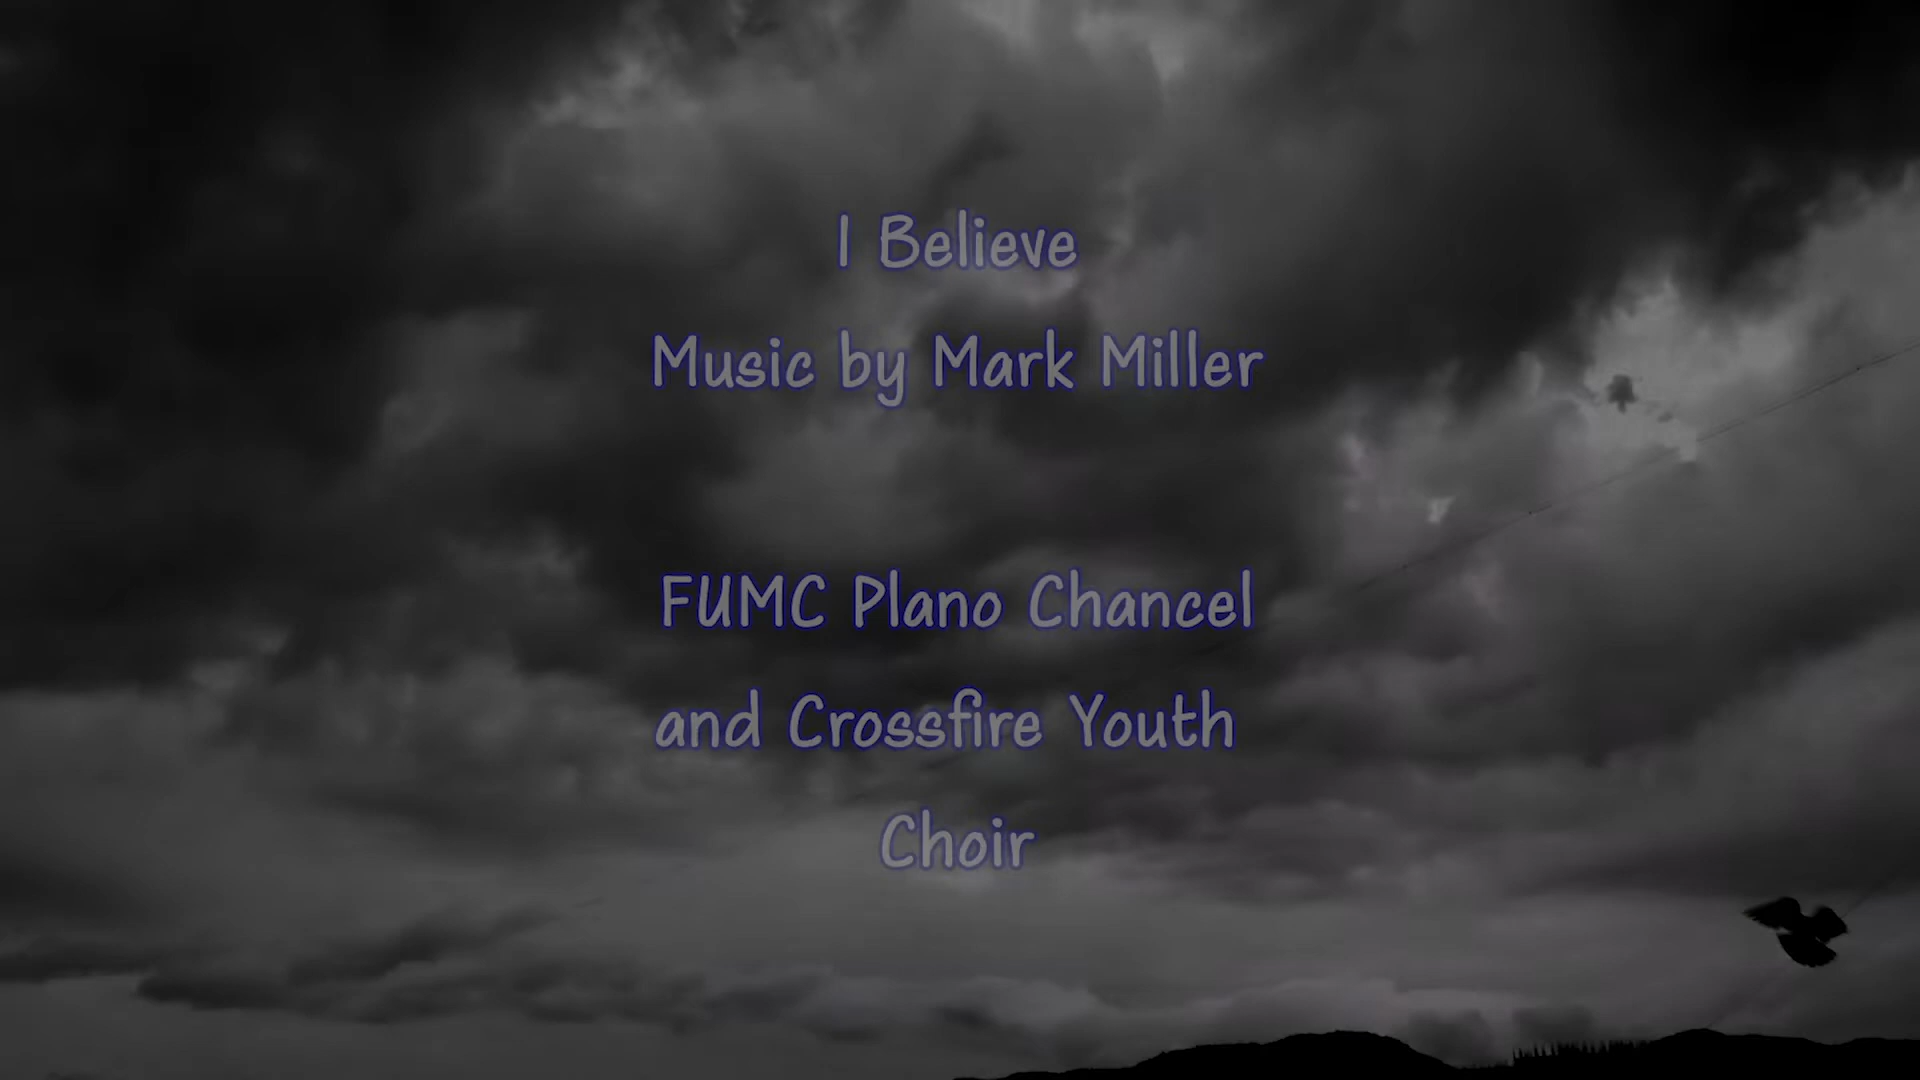 I Believe
Music by Mark Miller
FUMC Plano Chancel
and Crossfire Youth
Choir